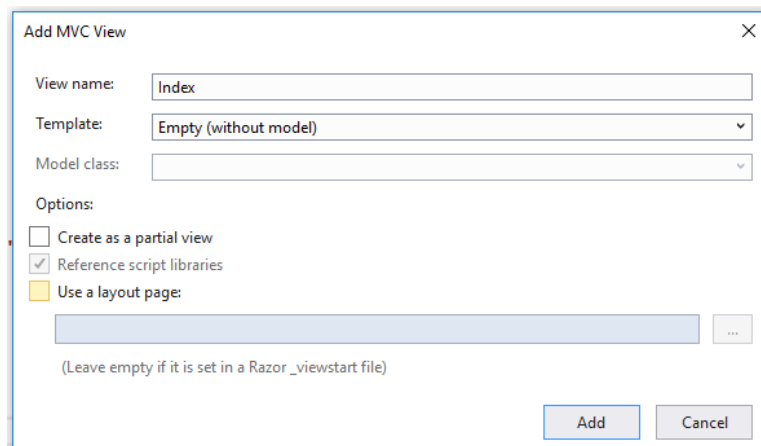 Add MVC View
View name: Index
Template: Empty (without model)
Model class:
Options:
Create as a partial view
Reference script libraries
Use a layout page:
...
(Leave empty if it is set in a Razor _viewstart file)
Add Cancel